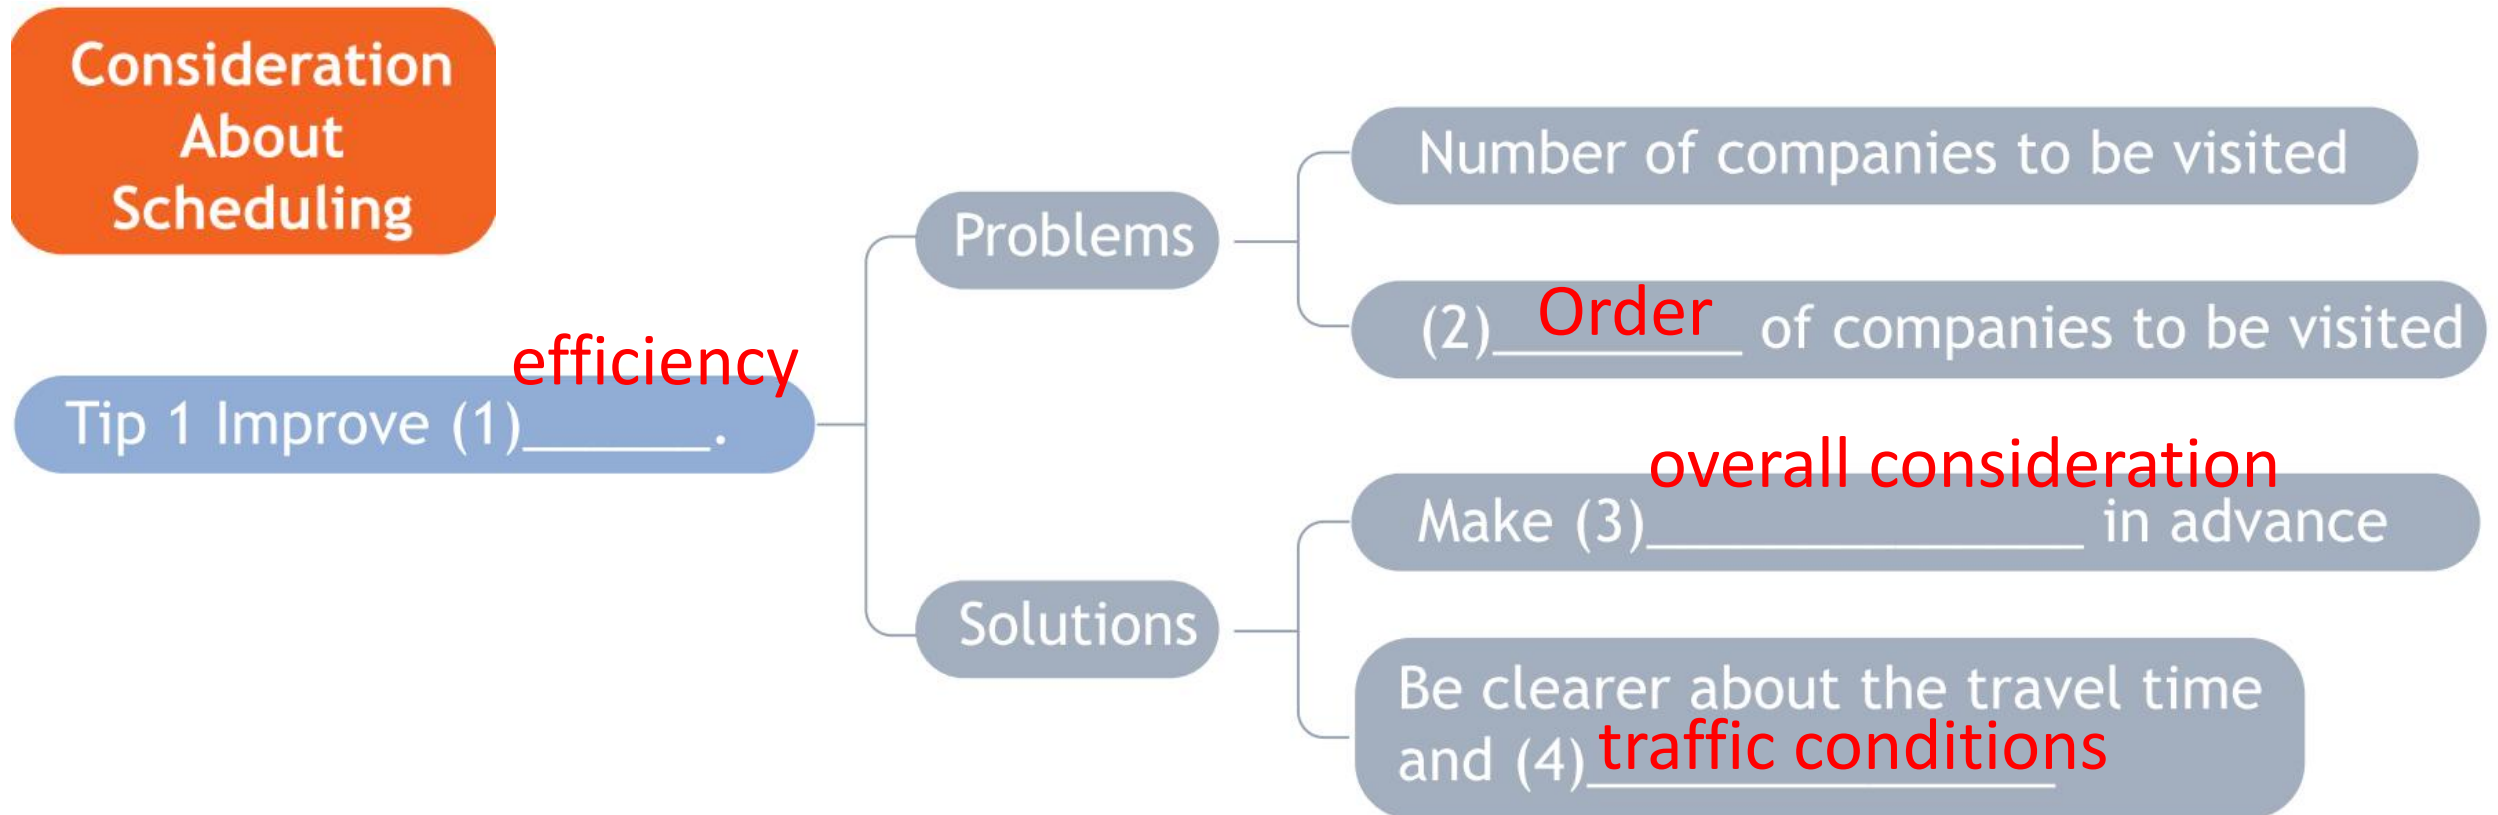 Consideration
About
Scheduling
Tip 1 Improve (1)______. efficiency
Problems
Number of companies to be visited
(2)________ Order of companies to be visited
Solutions
Make (3)______________ overall consideration in advance
Be clearer about the travel time
and (4)_______________ traffic conditions